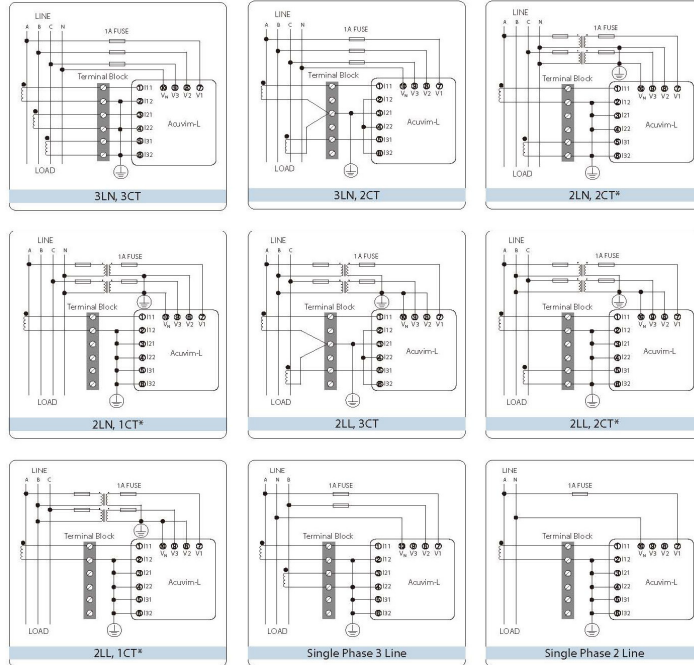 LINE
A B C N
1A FUSE
Terminal Block
I11
I12
I21
I22
I31
I32
VN V3 V2 V1
Acuvim-L
LOAD
3LN, 3CT
LINE
A B C N
1A FUSE
Terminal Block
I11
I12
I21
I22
I31
I32
VN V3 V2 V1
Acuvim-L
LOAD
3LN, 2CT
LINE
A B C N
1A FUSE
Terminal Block
I11
I12
I21
I22
I31
I32
VN V3 V2 V1
Acuvim-L
LOAD
2LN, 2CT*
LINE
A B C N
1A FUSE
Terminal Block
I11
I12
I21
I22
I31
I32
VN V3 V2 V1
Acuvim-L
LOAD
2LN, 1CT*
LINE
A B C
1A FUSE
Terminal Block
I11
I12
I21
I22
I31
I32
VN V3 V2 V1
Acuvim-L
LOAD
2LL, 3CT
LINE
A B C
1A FUSE
Terminal Block
I11
I12
I21
I22
I31
I32
VN V3 V2 V1
Acuvim-L
LOAD
2LL, 2CT*
LINE
A B C
1A FUSE
Terminal Block
I11
I12
I21
I22
I31
I32
VN V3 V2 V1
Acuvim-L
LOAD
2LL, 1CT*
LINE
A N B
1A FUSE
Terminal Block
I11
I12
I21
I22
I31
I32
VN V3 V2 V1
Acuvim-L
LOAD
Single Phase 3 Line
LINE
A N
1A FUSE
Terminal Block
I11
I12
I21
I22
I31
I32
VN V3 V2 V1
Acuvim-L
LOAD
Single Phase 2 Line